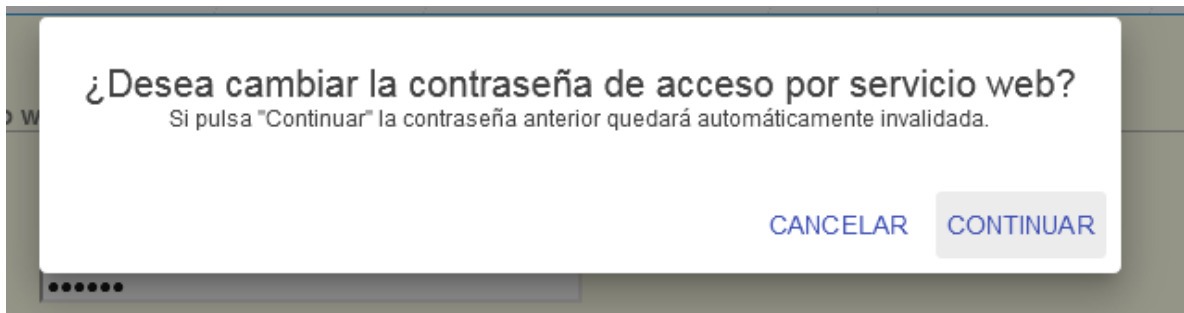 ¿Desea cambiar la contraseña de acceso por servicio web?
Si pulsa "Continuar" la contraseña anterior quedará automáticamente invalidada.
CANCELAR CONTINUAR
••••••